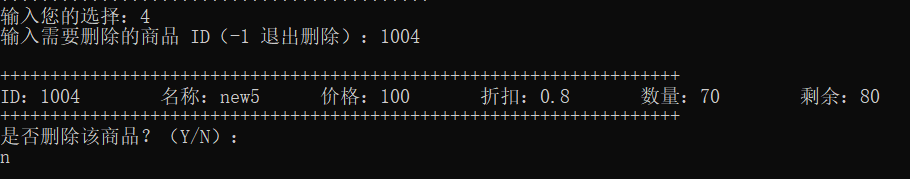 输入您的选择：4
输入需要删除的商品 ID（-1 退出删除）：1004
++++++++++++++++++++++++++++++++++++++++++++++++++++++++++++++++++++
ID：1004 名称：new5 价格：100 折扣：0.8 数量：70 剩余：80
++++++++++++++++++++++++++++++++++++++++++++++++++++++++++++++++++++
是否删除该商品？（Y/N）：
n